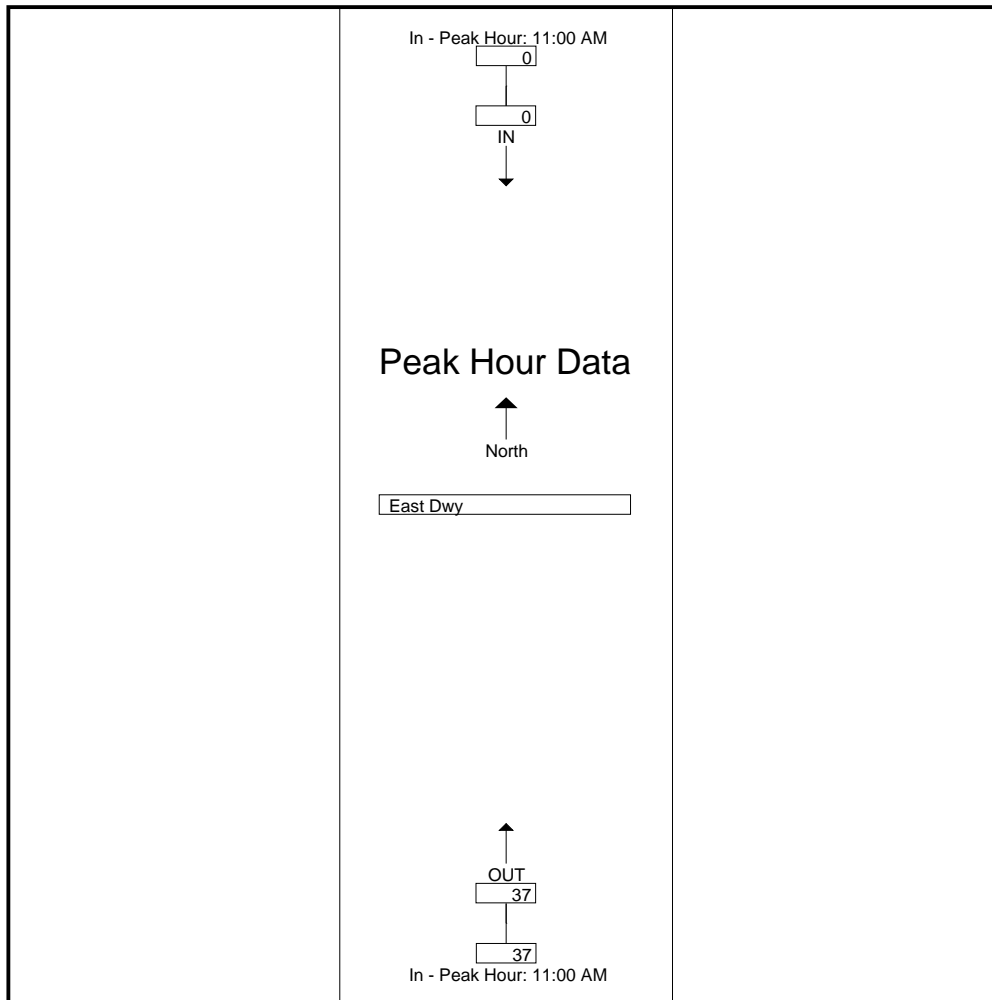 In - Peak Hour: 11:00 AM
0
0
IN
Peak Hour Data
North
East Dwy
OUT
37
37
In - Peak Hour: 11:00 AM